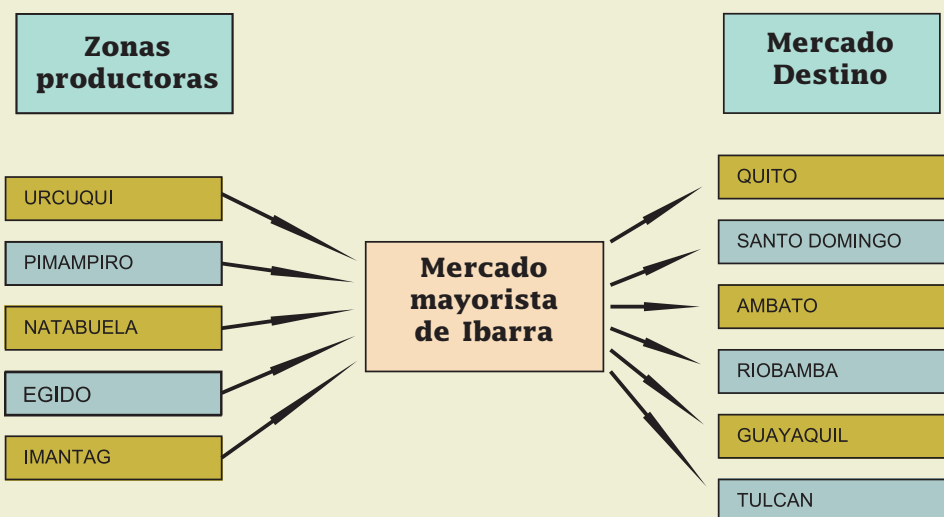 Zonas
productoras
Mercado
Destino
URCUQUI
PIMAMPIRO
NATABUELA
EGIDO
IMANTAG
Mercado
mayorista
de Ibarra
QUITO
SANTO DOMINGO
AMBATO
RIOBAMBA
GUAYAQUIL
TULCAN